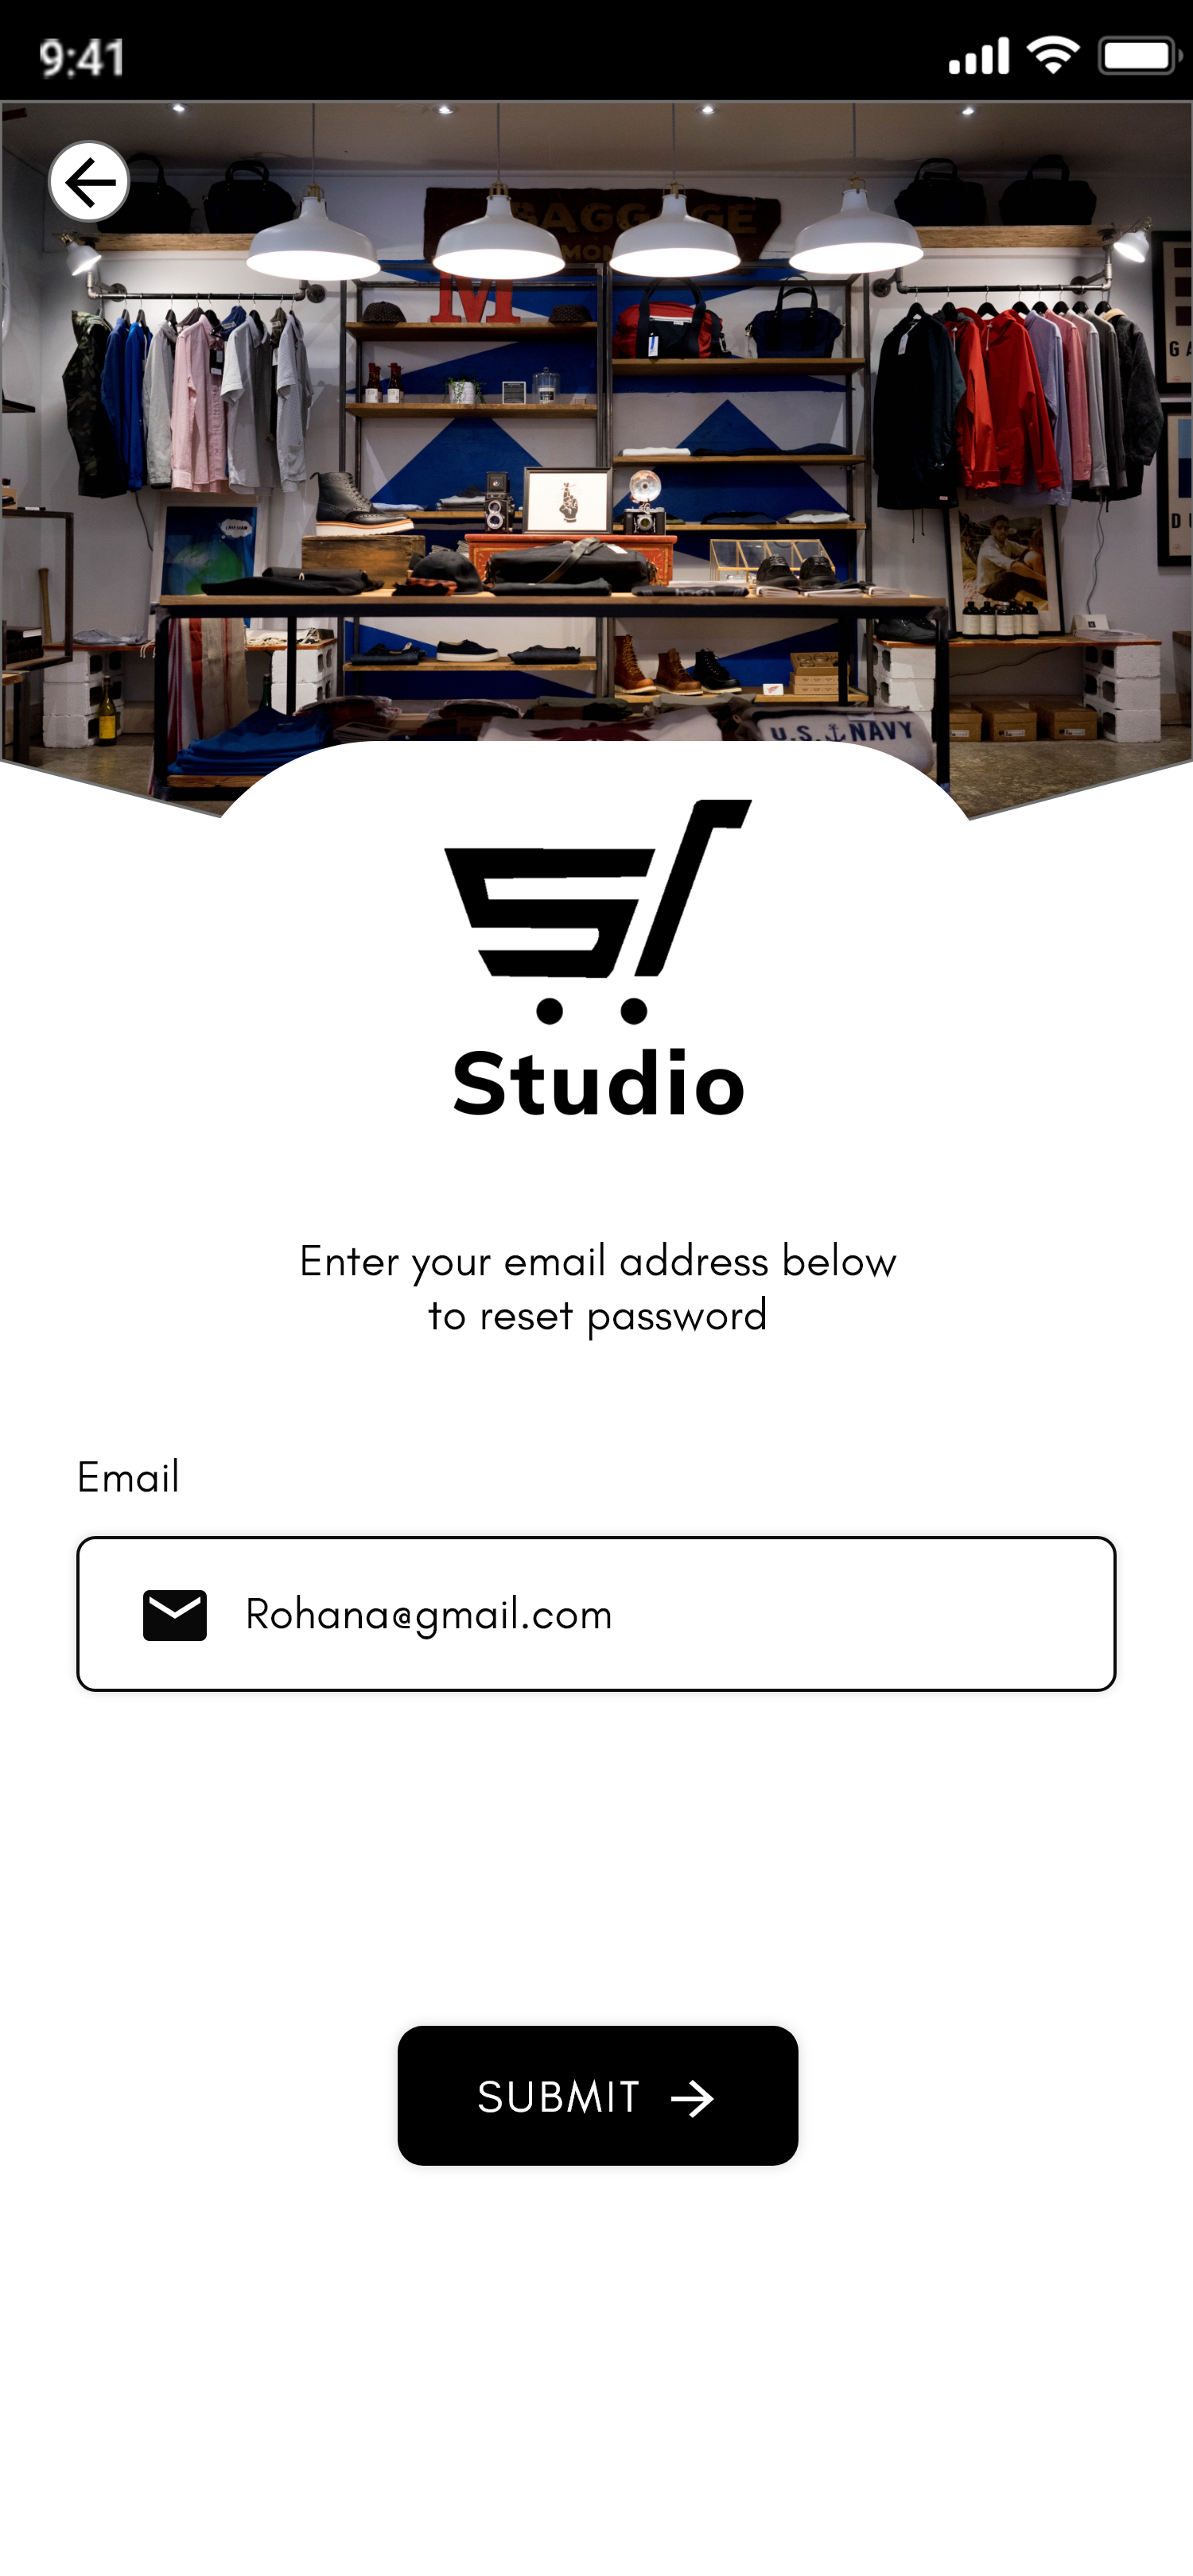 9:41
BAGGAGE
M
U.S. NAVY
Studio
Enter your email address below
to reset password
Email
Rohana@gmail.com
SUBMIT